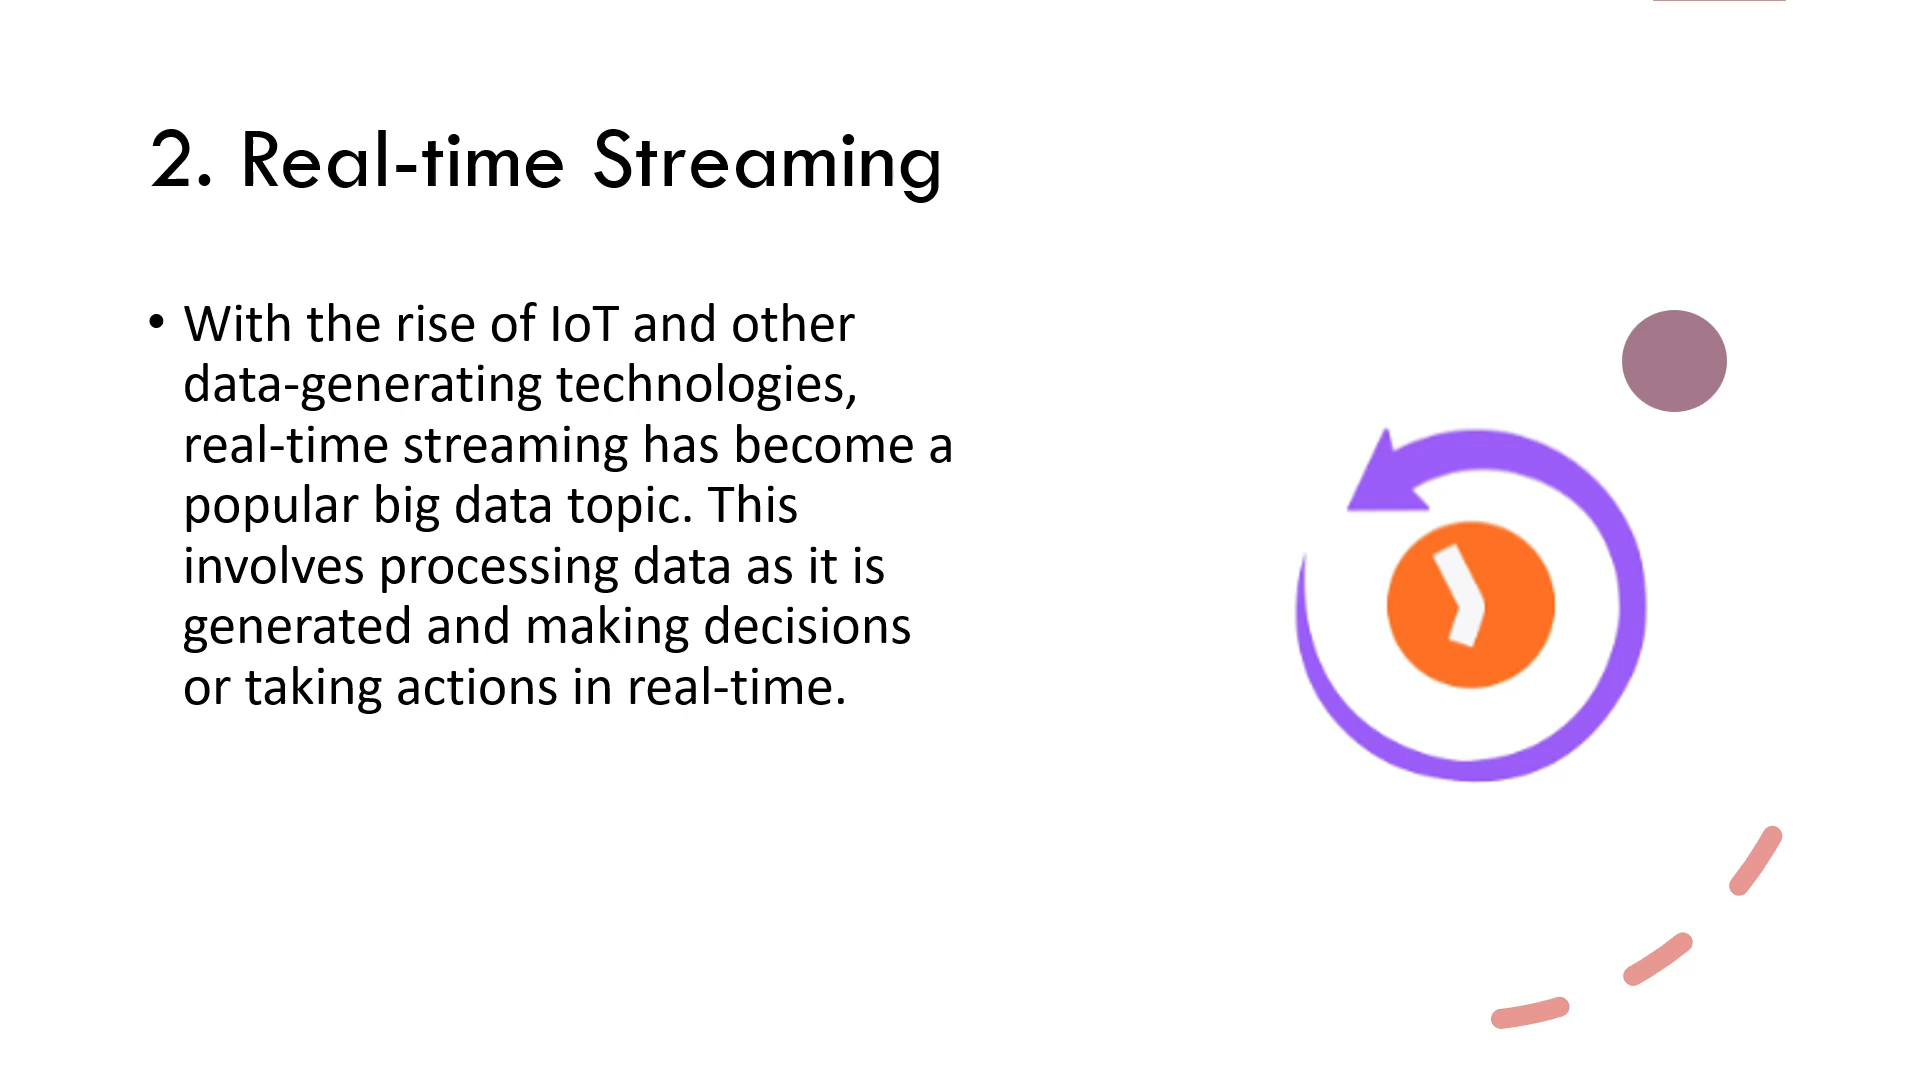 2. Real-time Streaming
• With the rise of IoT and other
data-generating technologies,
real-time streaming has become a
popular big data topic. This
involves processing data as it is
generated and making decisions
or taking actions in real-time.